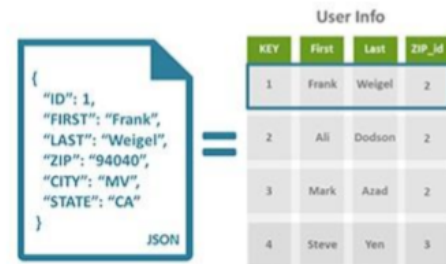 User Info
{
"ID": 1,
"FIRST": "Frank",
"LAST": "Weigel",
"ZIP": "94040",
"CITY": "MV",
"STATE": "CA"
}
JSON
=
KEY First Last ZIP_id
1 Frank Weigel 2
2 Ali Dodson 2
3 Mark Azad 2
4 Steve Yen 3